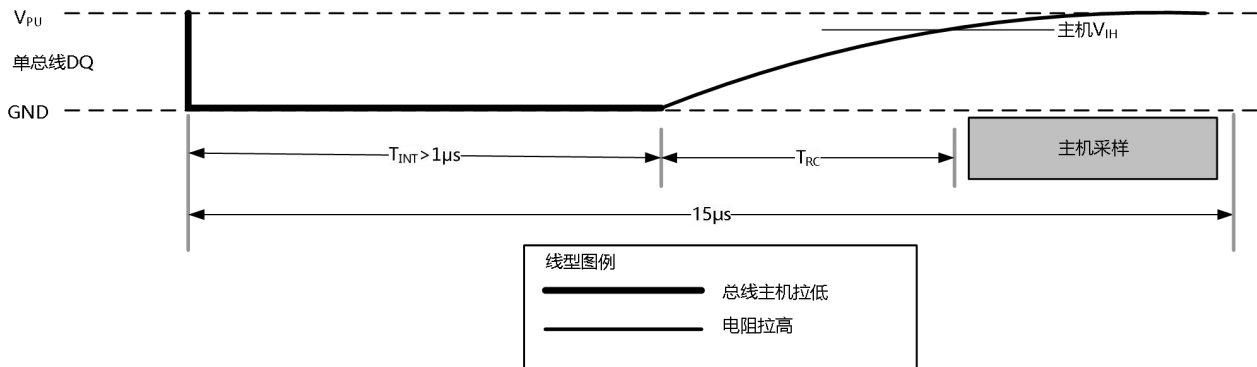 VPU
单总线DQ
主机VIH
GND
TINT>1μs
TRC
主机采样
15μs
线型图例
总线主机拉低
电阻拉高